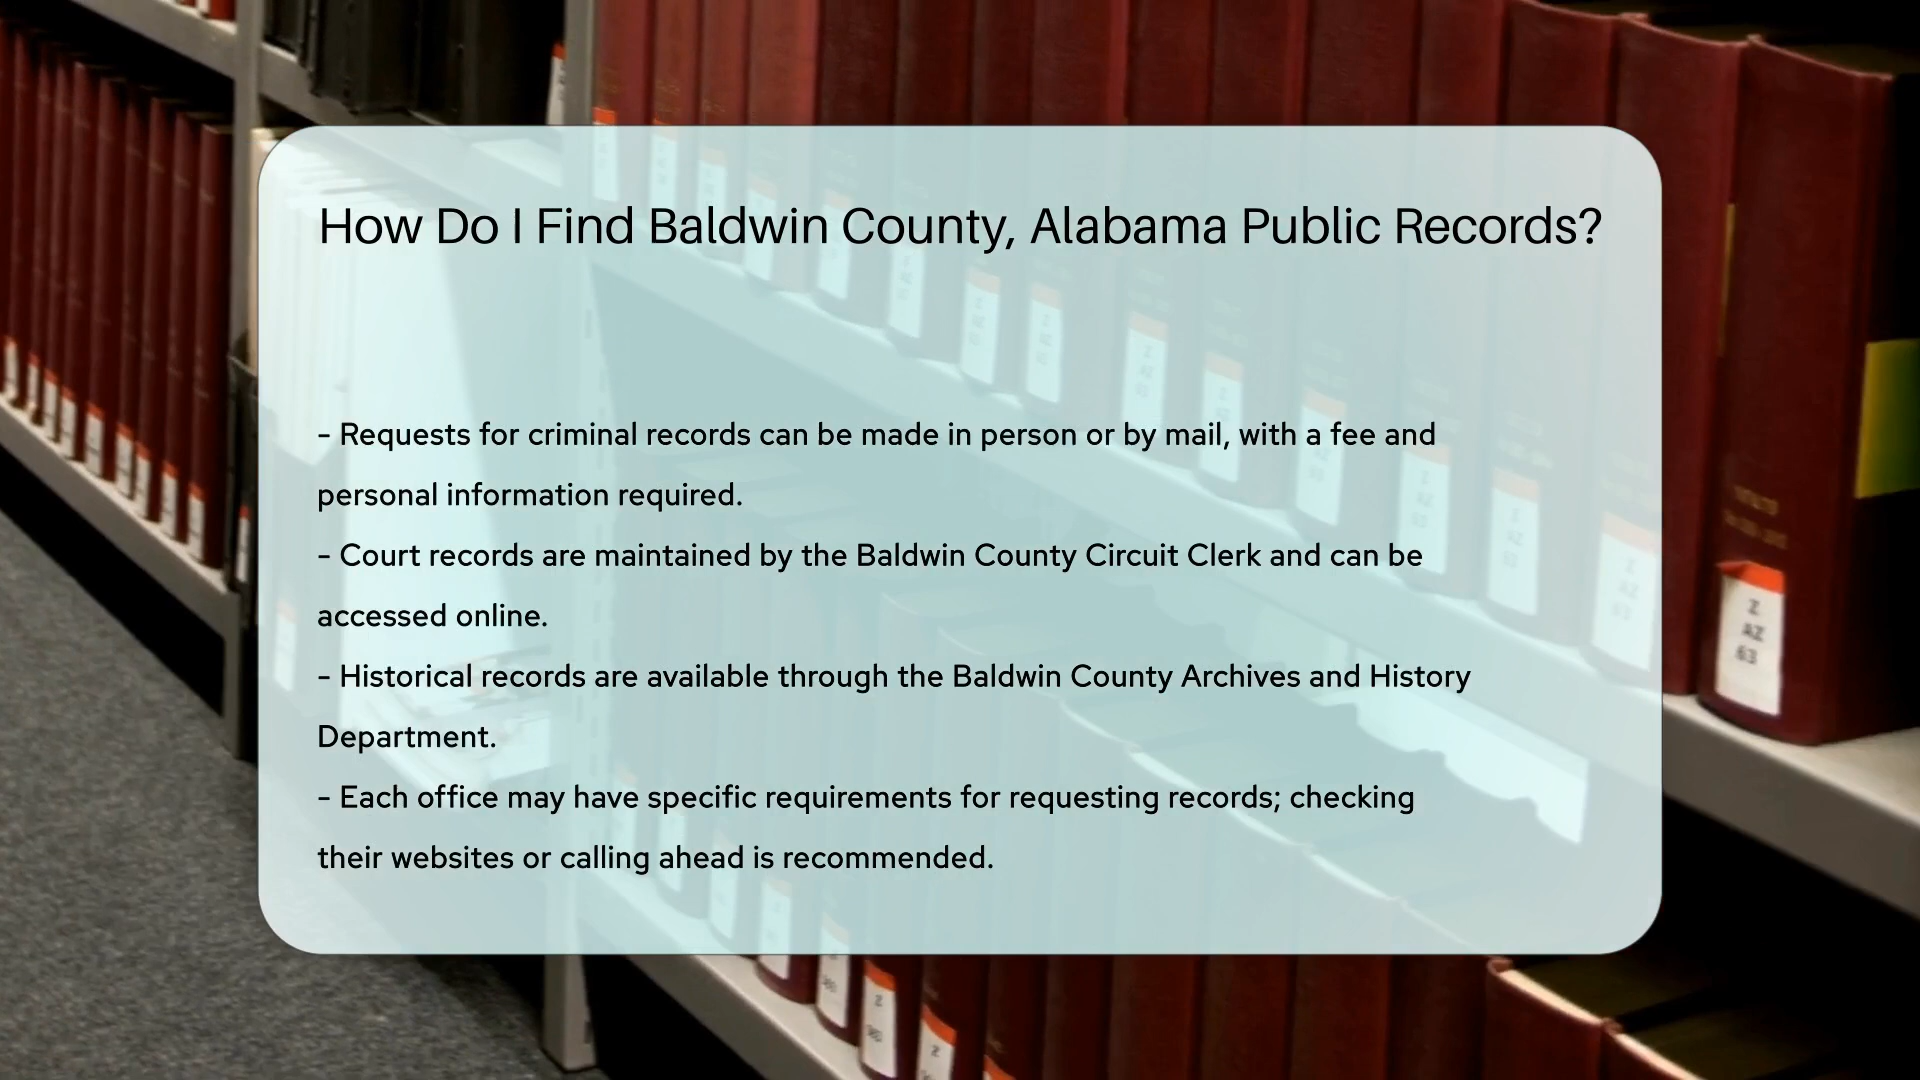 How Do I Find Baldwin County, Alabama Public Records?
- Requests for criminal records can be made in person or by mail, with a fee and
personal information required.
- Court records are maintained by the Baldwin County Circuit Clerk and can be
accessed online.
- Historical records are available through the Baldwin County Archives and History
Department.
- Each office may have specific requirements for requesting records; checking
their websites or calling ahead is recommended.
Z
AZ
63
Z
Z